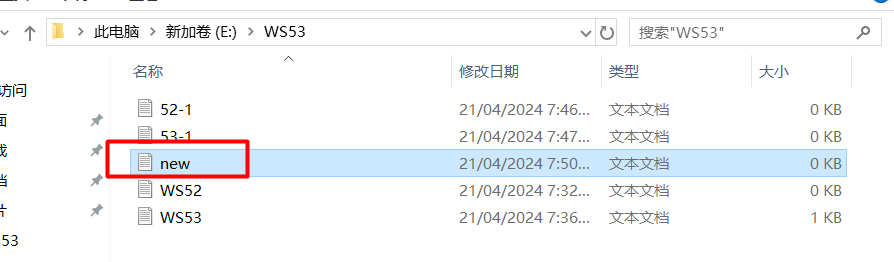 此电脑 > 新加卷 (E:) > WS53
搜索"WS53"
名称 修改日期 类型 大小
访问
52-1 21/04/2024 7:46... 文本文档 0 KB
53-1 21/04/2024 7:47... 文本文档 0 KB
new 21/04/2024 7:50... 文本文档 0 KB
WS52 21/04/2024 7:32... 文本文档 0 KB
WS53 21/04/2024 7:36... 文本文档 1 KB
53